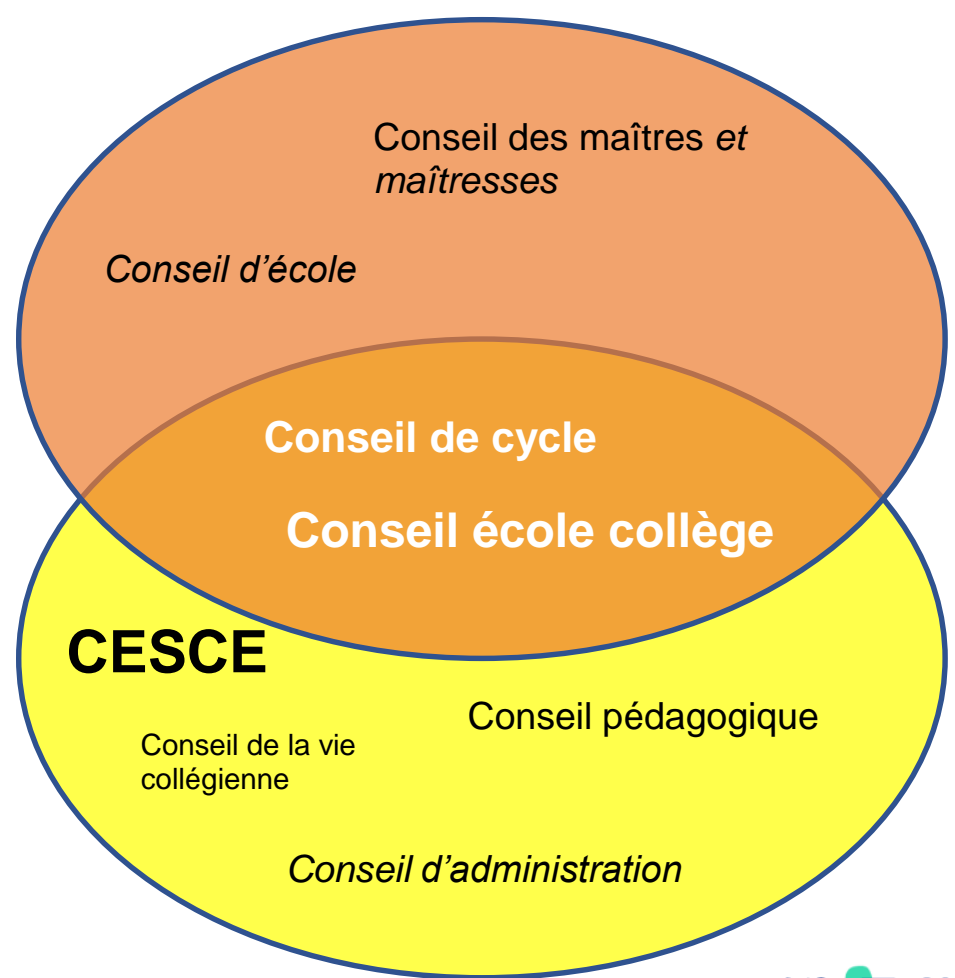 Conseil des maîtres et
maîtresses
Conseil d’école
Conseil de cycle
Conseil école collège
CESCE
Conseil pédagogique
Conseil de la vie
collégienne
Conseil d’administration